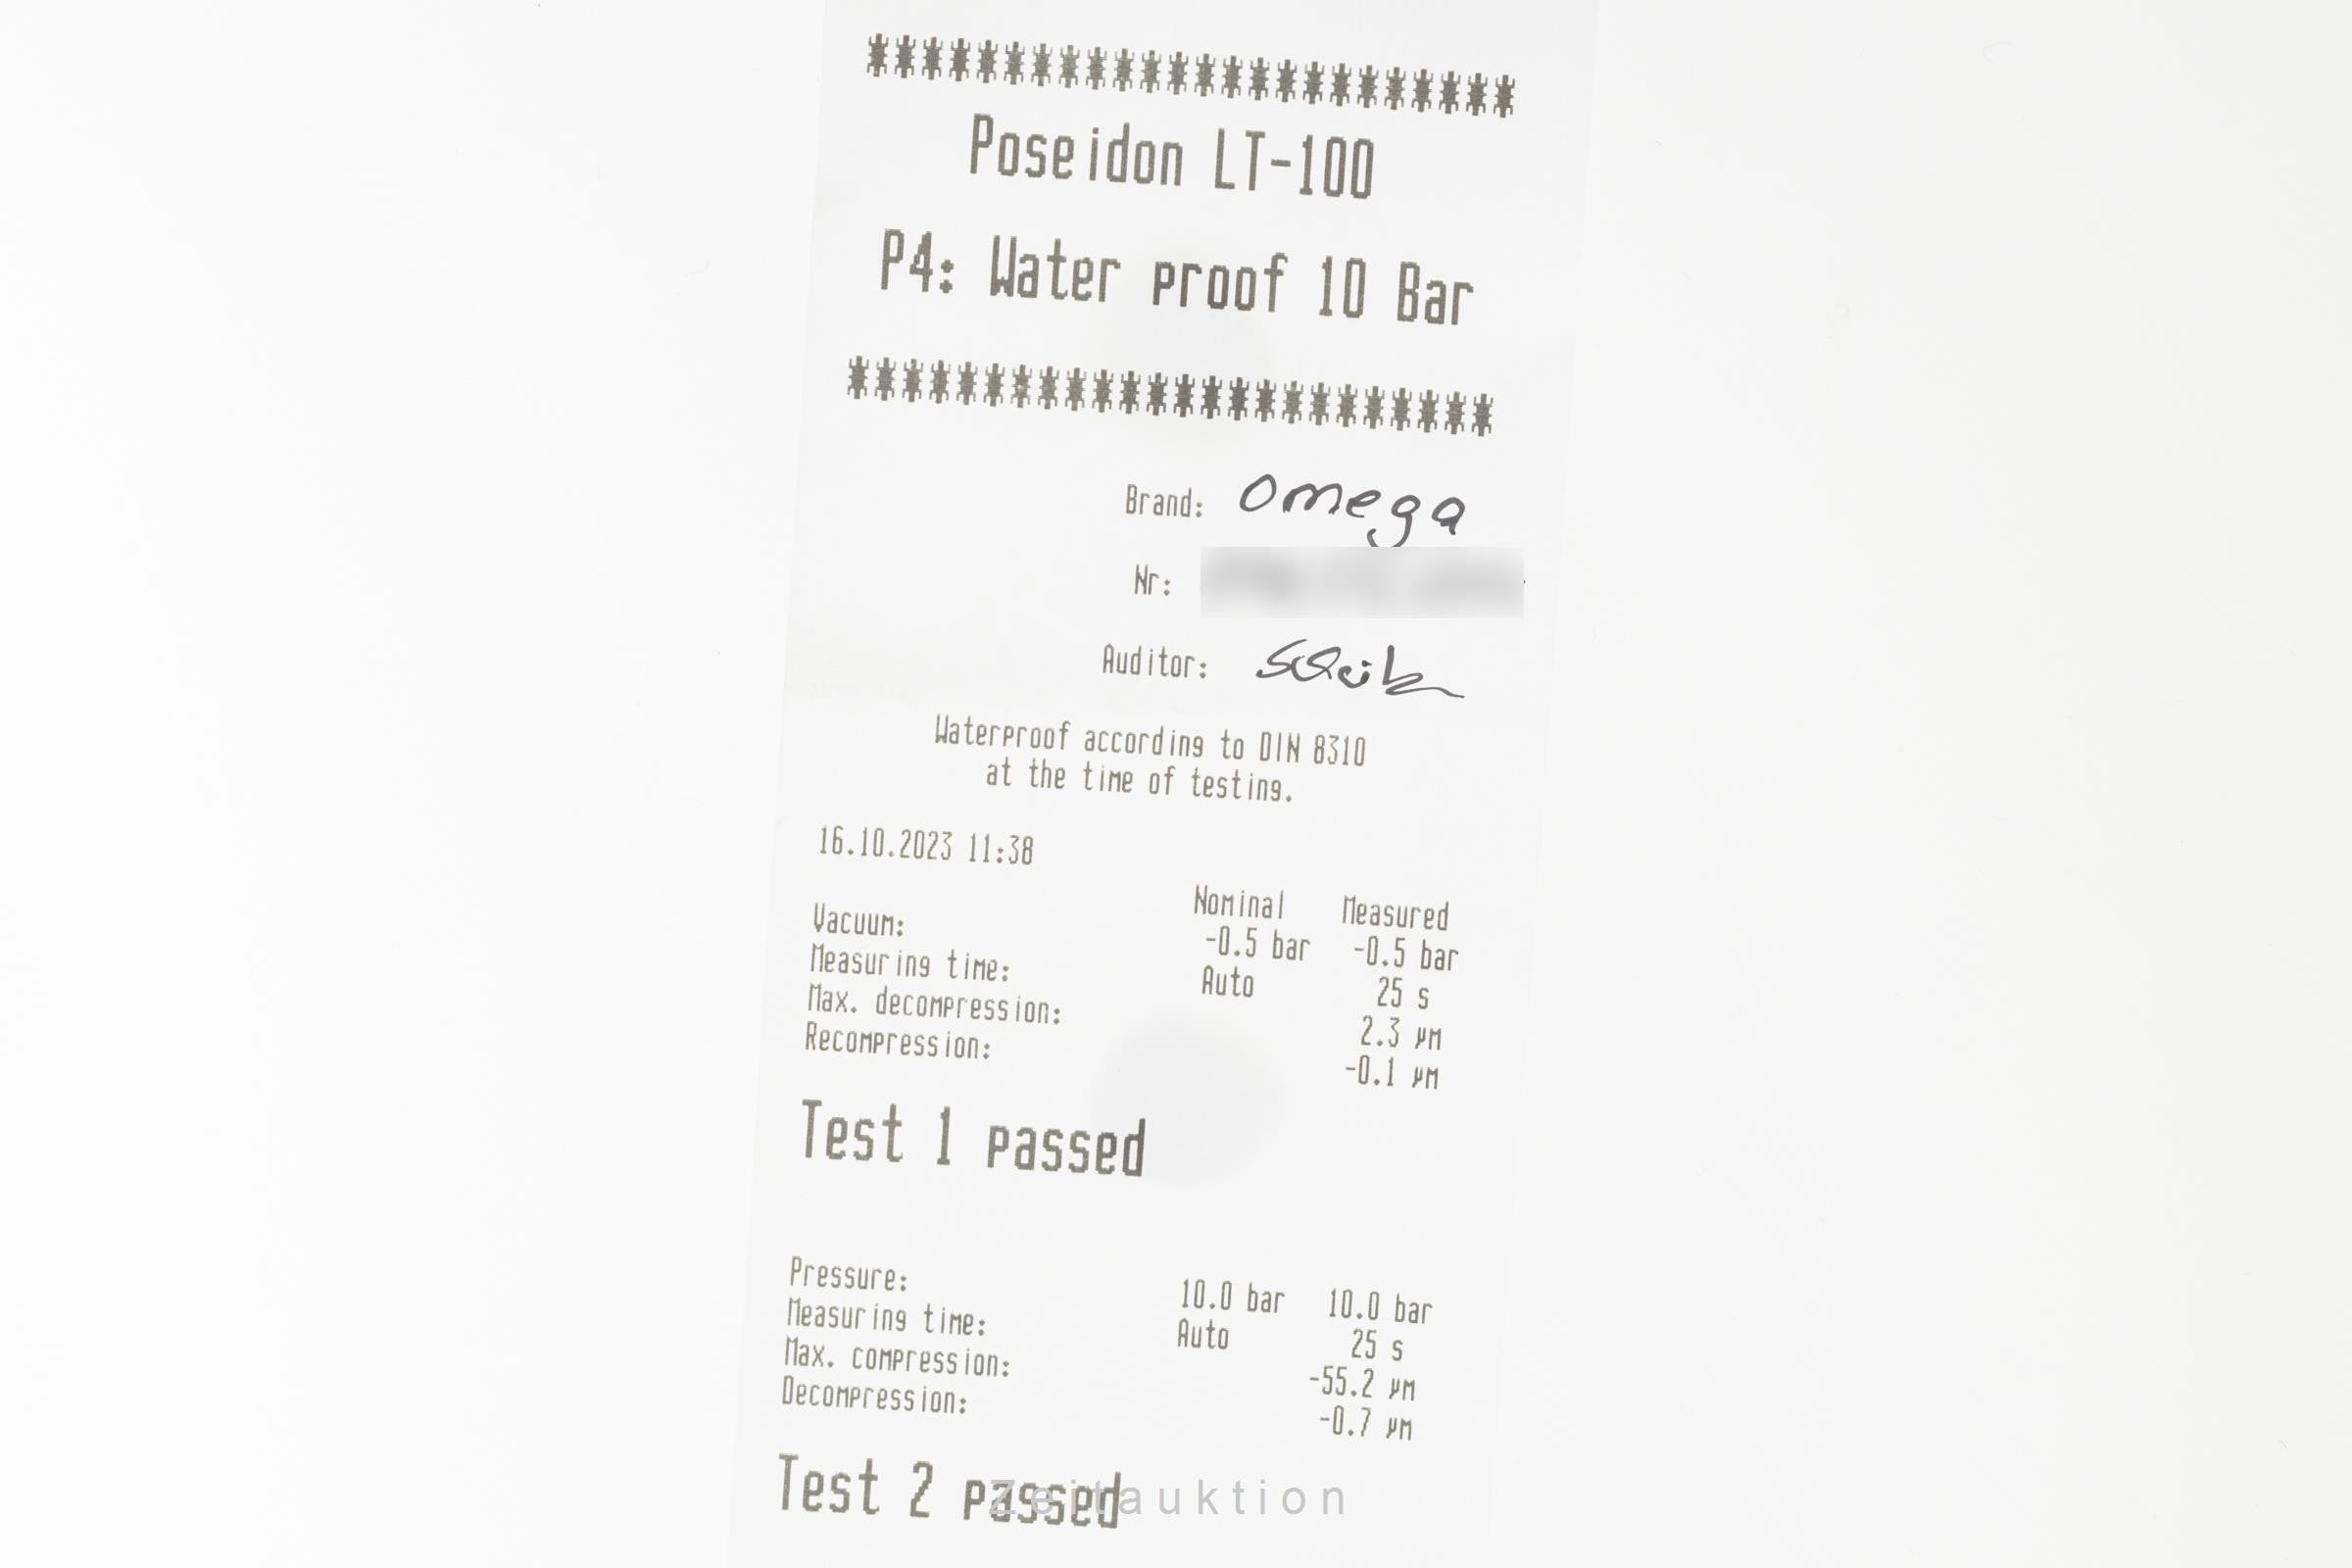 ************************
Poseidon LT-100
P4: Water proof 10 Bar
************************
Brand: Omega
Nr:
Auditor:
Waterproof according to DIN 8310
at the time of testing.
16.10.2023 11:38
Nominal Measured
Vacuum: -0.5 bar -0.5 bar
Measuring time: Auto 25 s
Max. decompression: 2.3 µm
Recompression: -0.1 µm
Test 1 passed
Pressure: 10.0 bar 10.0 bar
Measuring time: Auto 25 s
Max. compression: -55.2 µm
Decompression: -0.7 µm
Test 2 passed
Zeitauktion